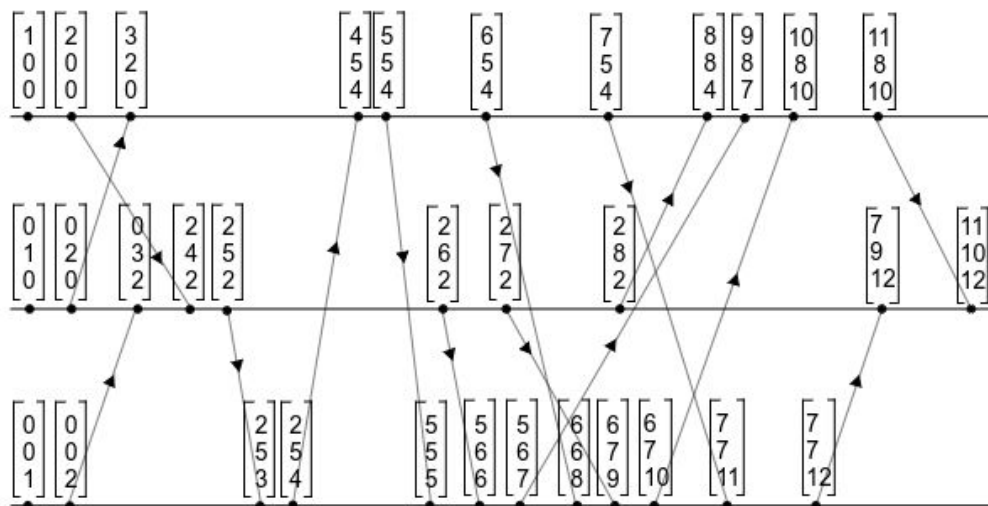 1 2 3 4 5 6 7 8 9 10 11
0 0 2 5 5 5 5 8 8 8 8
0 0 0 4 4 4 4 4 7 10 10
0 0 0 2 2 2 2 2 7 11
1 2 3 4 5 6 7 8 9 10
0 0 2 2 2 2 2 2 12 12
0 0 2 2 5 5 5 6 6 6 7 7
0 0 5 5 5 6 6 6 7 7 7 7
1 2 3 4 5 6 7 8 9 10 11 12